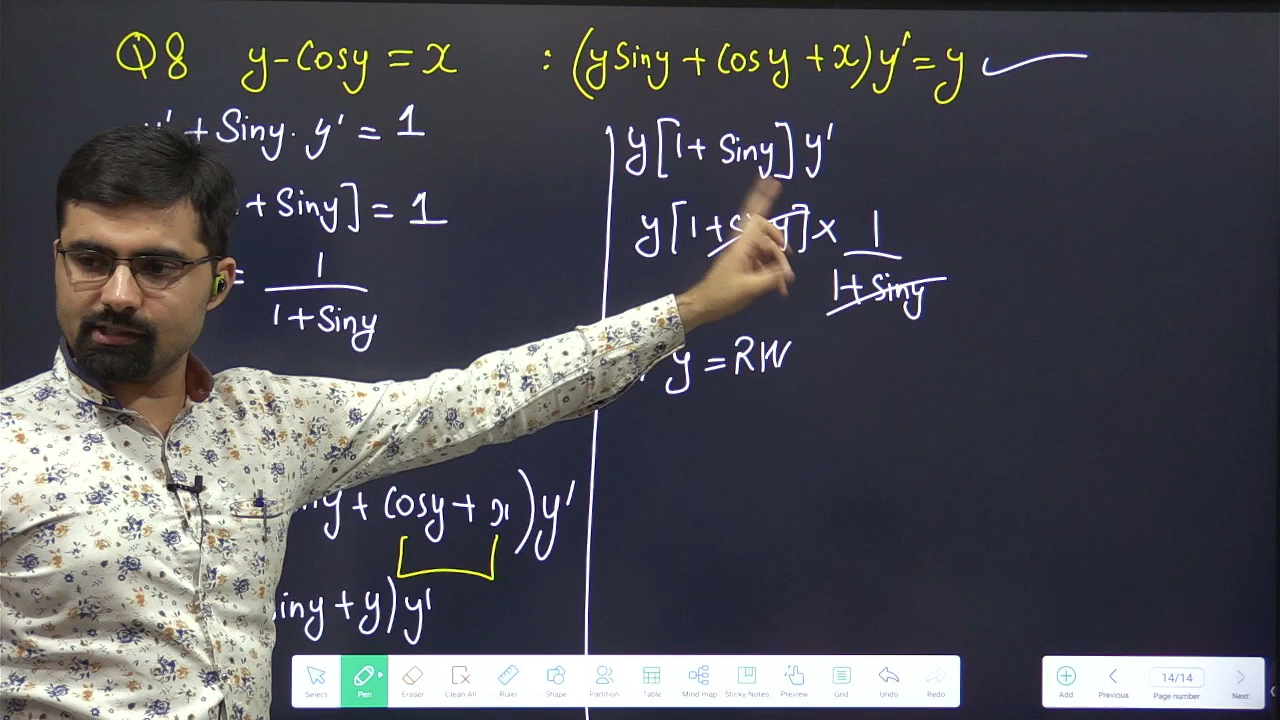 Q8 y-Cosy = x : (ysiny + Cosy + x)y' = y
y' + Siny. y' = 1
+ Siny] = 1
= 1
1+Siny
y + Cosy + x)y'
iny + y)y'
y[1+ Siny] y'
y[1+Siny] × 1
1+ Siny
y = RH
Select Pen Eraser Clean All Ruler Shape Partition Table Mind map Sticky-Notes Preview Grid Undo Redo
Add Previous 14/14 Page number Next